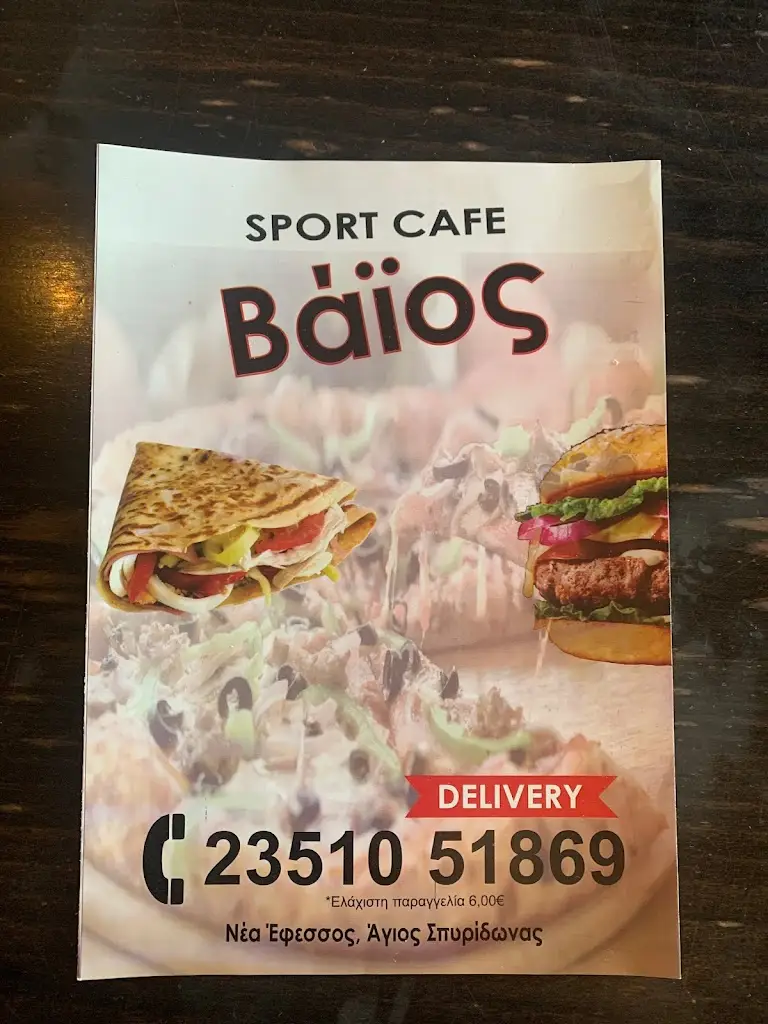 SPORT CAFE
Βάϊος
DELIVERY
23510 51869
*Ελάχιστη παραγγελία 6,00€
Νέα Έφεσσος, Άγιος Σπυρίδωνας